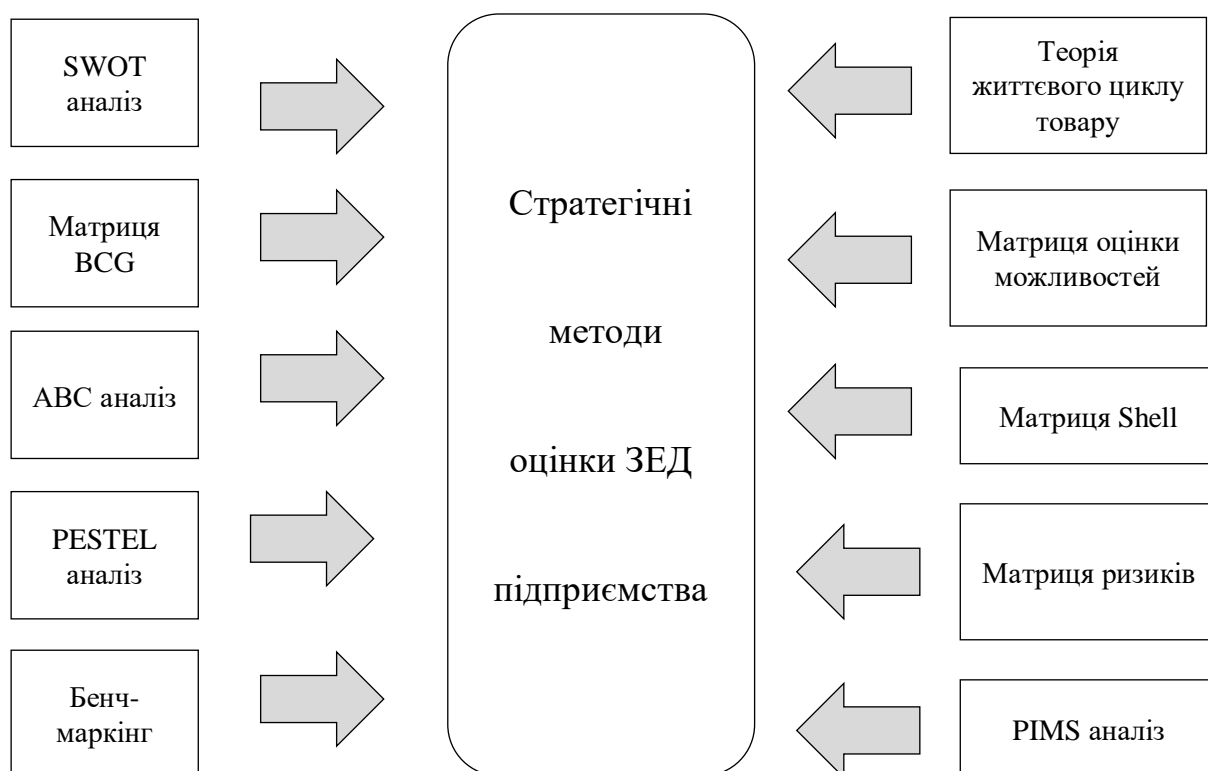 SWOT
аналіз
Матриця
BCG
ABC аналіз
PESTEL
аналіз
Бенч-
маркінг
Стратегічні
методи
оцінки ЗЕД
підприємства
Теорія
життєвого циклу
товару
Матриця оцінки
можливостей
Матриця Shell
Матриця ризиків
PIMS аналіз